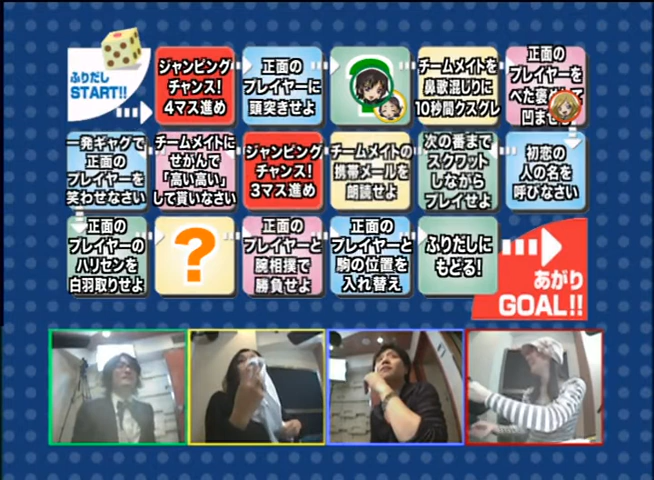 ふりだし
START!!
ジャンピング
チャンス!
4マス進め
正面の
プレイヤーに
頭突きせよ
チームメイトを
鼻歌混じりに
10秒間クスグレ
正面の
プレイヤーを
初恋の
人の名を
呼びなさい
次の番まで
スクワット
しながら
プレイせよ
チームメイトの
携帯メールを
朗読せよ
ジャンピング
チャンス!
3マス進め
チームメイトに
せがんで
「高い高い」
して貰いなさい
一発ギャグで
正面の
プレイヤーを
笑わせなさい
正面の
プレイヤーの
ハリセンを
白羽取りせよ
?
正面の
プレイヤーと
腕相撲で
勝負せよ
正面の
プレイヤーと
駒の位置を
入れ替え
ふりだしに
もどる!
あがり
GOAL!!